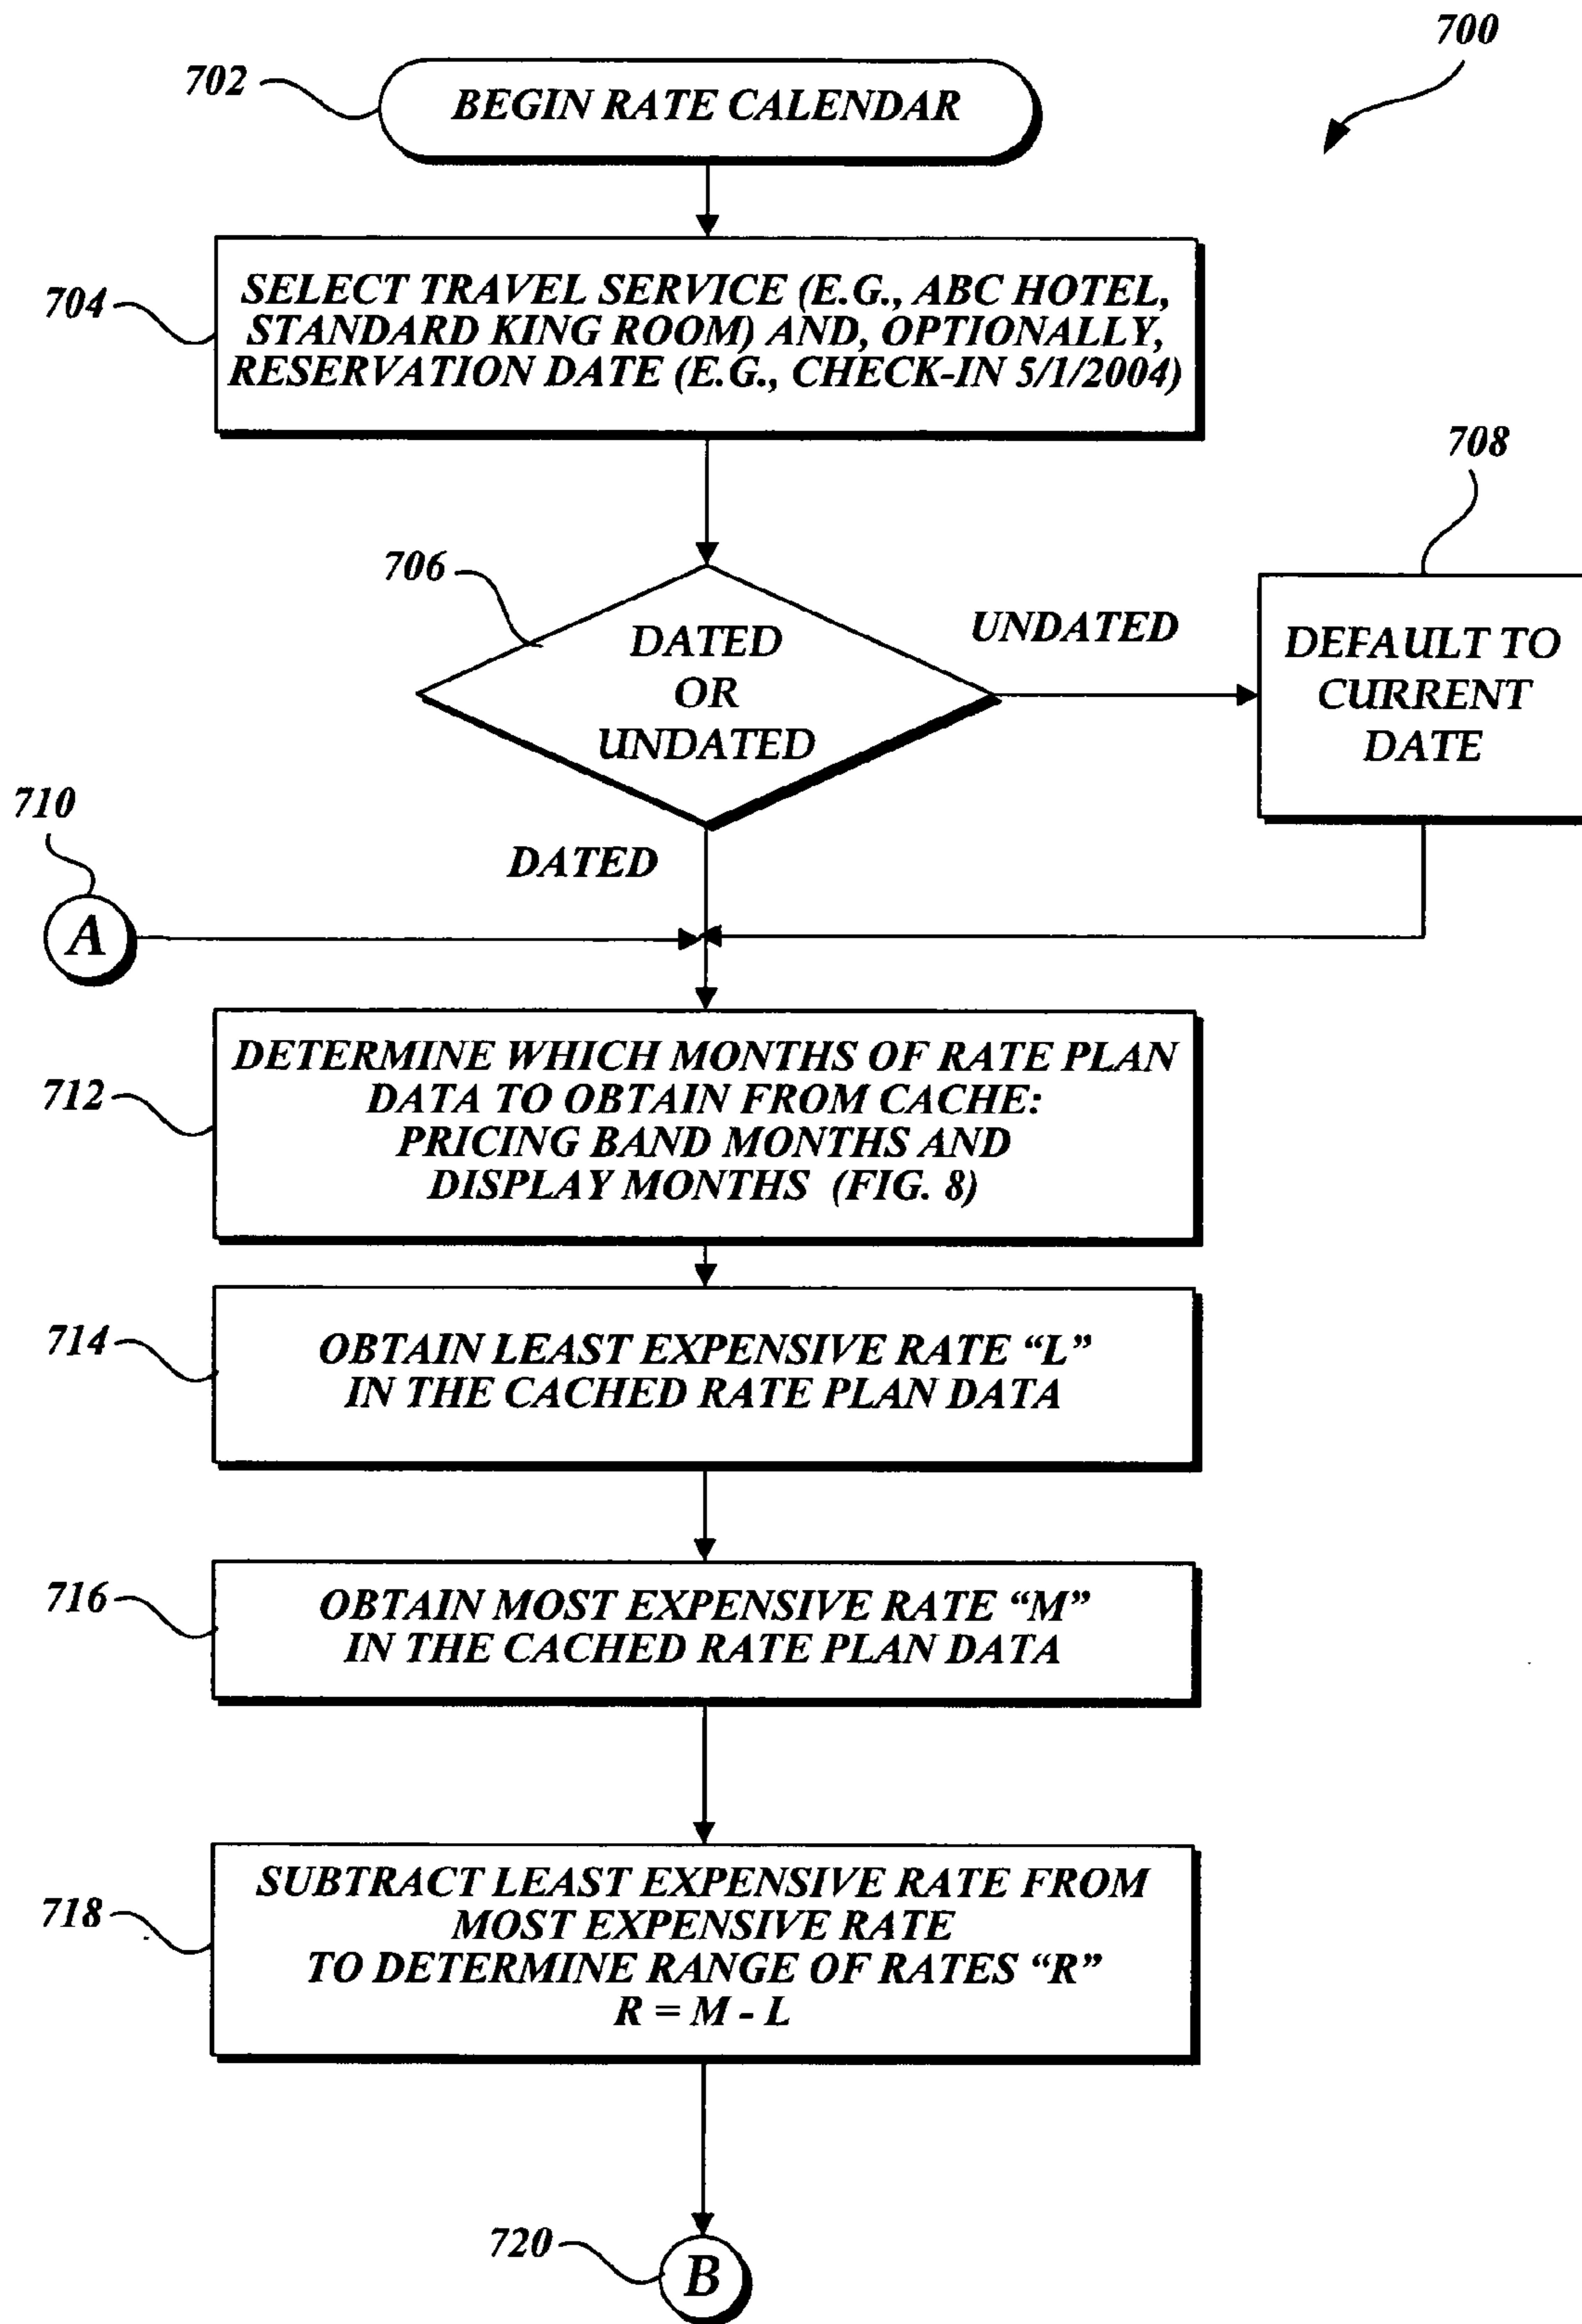 700
702
BEGIN RATE CALENDAR
704
SELECT TRAVEL SERVICE (E.G., ABC HOTEL,
STANDARD KING ROOM) AND, OPTIONALLY,
RESERVATION DATE (E.G., CHECK-IN 5/1/2004)
708
706
DATED
OR
UNDATED
UNDATED
DEFAULT TO
CURRENT
DATE
710
DATED
A
712
DETERMINE WHICH MONTHS OF RATE PLAN
DATA TO OBTAIN FROM CACHE:
PRICING BAND MONTHS AND
DISPLAY MONTHS (FIG. 8)
714
OBTAIN LEAST EXPENSIVE RATE “L”
IN THE CACHED RATE PLAN DATA
716
OBTAIN MOST EXPENSIVE RATE “M”
IN THE CACHED RATE PLAN DATA
718
SUBTRACT LEAST EXPENSIVE RATE FROM
MOST EXPENSIVE RATE
TO DETERMINE RANGE OF RATES “R”
R = M - L
720
B